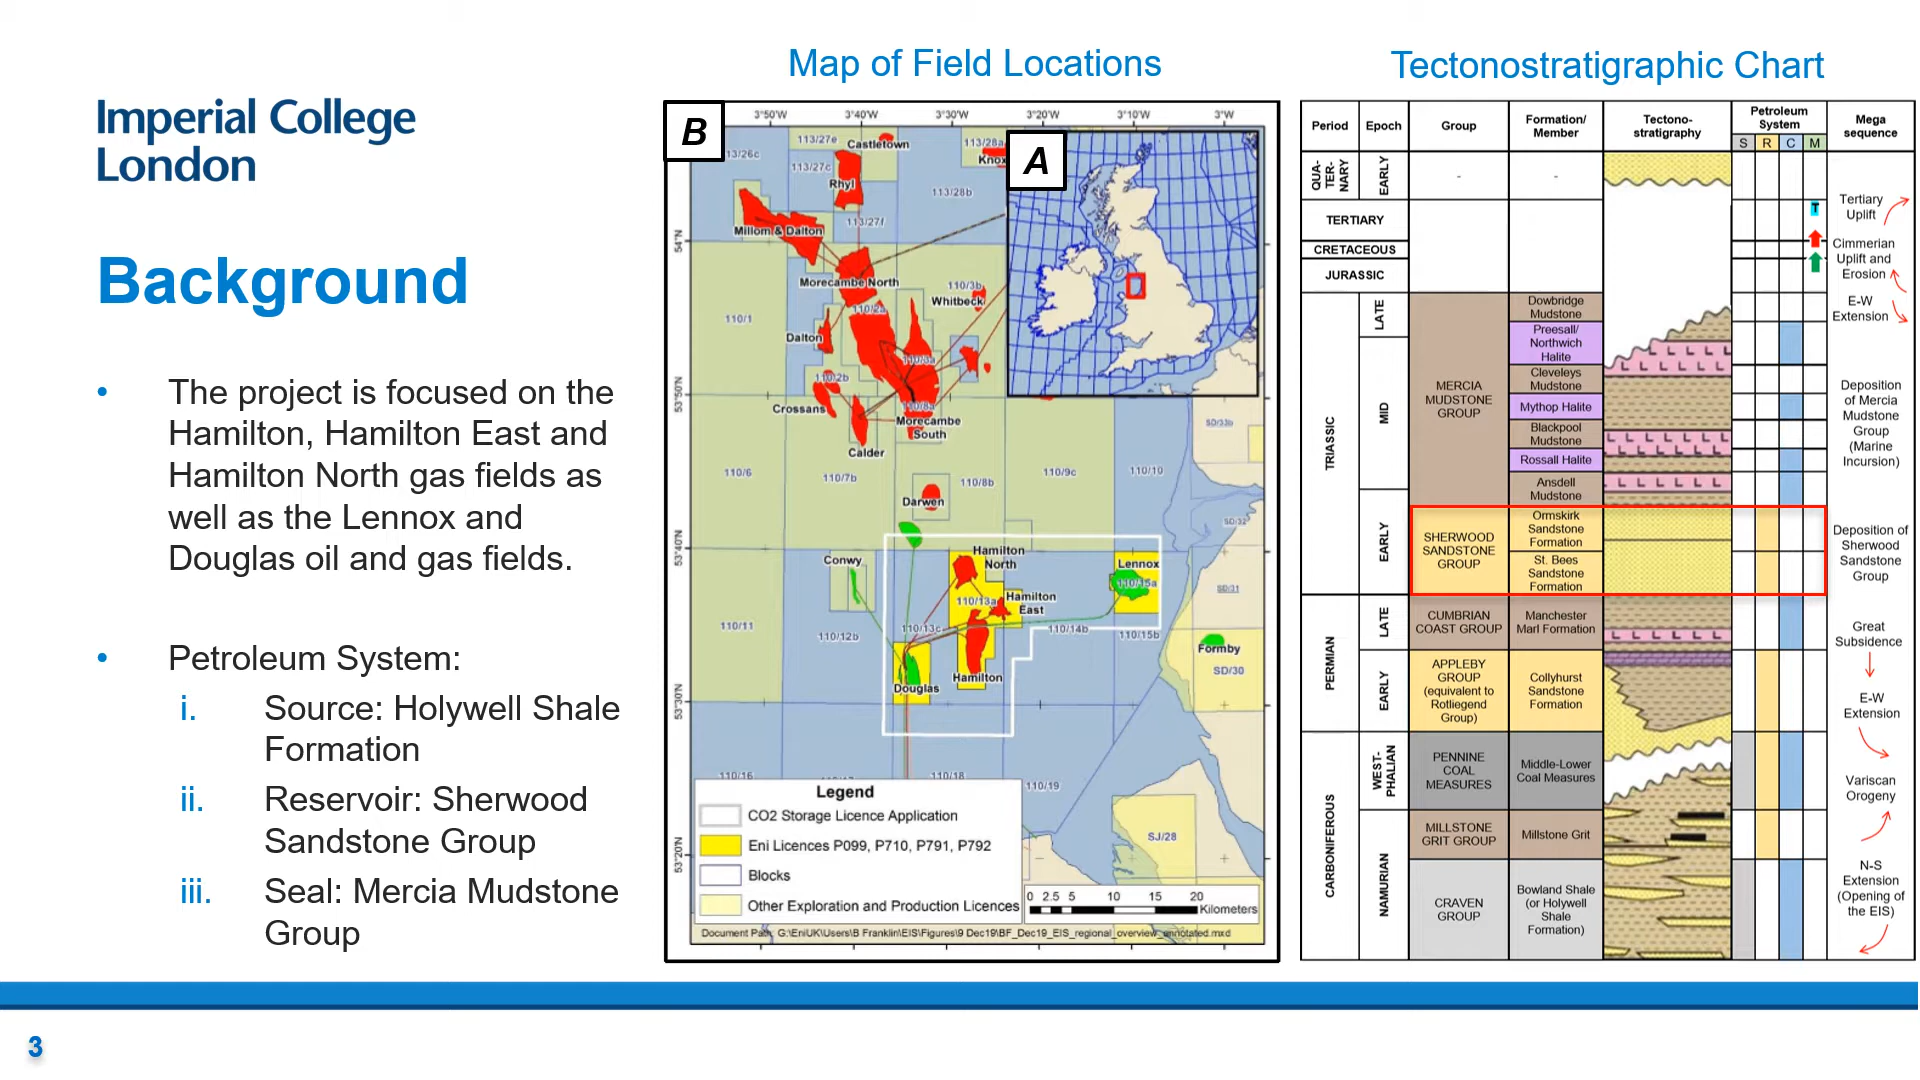 Imperial College
London
Background
• The project is focused on the
Hamilton, Hamilton East and
Hamilton North gas fields as
well as the Lennox and
Douglas oil and gas fields.
• Petroleum System:
i. Source: Holywell Shale
Formation
ii. Reservoir: Sherwood
Sandstone Group
iii. Seal: Mercia Mudstone
Group
3
Map of Field Locations
B
A
3°50'W 3°40'W 3°30'W 3°20'W 3°10'W 3°W
54°N
53°50'N
53°40'N
53°30'N
53°20'N
113/27e
Castletown
113/28a
Knox
13/26c
113/27c
Rhyl
113/28b
113/27f
Millom & Dalton
Morecambe North
110/3b
Whitbeck
110/1
110/2a
Dalton
110/3a
110/2b
Crossans
110/8a
Morecambe
South
Calder
SD/33b
110/6
110/7b
110/8b
110/9c
110/10
Darwen
SD/32
Conwy
Hamilton
North
Lennox
110/15a
SD/31
110/13a
Hamilton
East
110/11
110/12b
110/13c
110/14b
110/15b
Formby
SD/30
Hamilton
Douglas
110/16
110/18
110/19
SJ/28
Legend
CO2 Storage Licence Application
Eni Licences P099, P710, P791, P792
Blocks
Other Exploration and Production Licences
0 2.5 5 10 15 20
Kilometers
Document Path: G:\EniUK\Users\B Franklin\EIS\Figures\9 Dec19\BF_Dec19_EIS_regional_overview_annotated.mxd
Tectonostratigraphic Chart
Period
Epoch
Group
Formation/
Member
Tectono-
stratigraphy
Petroleum
System
S R C M
Mega
sequence
QUA-
TER-
NARY
EARLY
-
-
TERTIARY
T
Tertiary
Uplift
CRETACEOUS
JURASSIC
Cimmerian
Uplift and
Erosion
E-W
Extension
TRIASSIC
LATE
MID
EARLY
MERCIA
MUDSTONE
GROUP
Dowbridge
Mudstone
Preesall/
Northwich
Halite
Cleveleys
Mudstone
Mythop Halite
Blackpool
Mudstone
Rossall Halite
Ansdell
Mudstone
Deposition
of Mercia
Mudstone
Group
(Marine
Incursion)
SHERWOOD
SANDSTONE
GROUP
Ormskirk
Sandstone
Formation
St. Bees
Sandstone
Formation
Deposition of
Sherwood
Sandstone
Group
PERMIAN
LATE
CUMBRIAN
COAST GROUP
Manchester
Marl Formation
Great
Subsidence
EARLY
APPLEBY
GROUP
(equivalent to
Rotliegend
Group)
Collyhurst
Sandstone
Formation
E-W
Extension
CARBONIFEROUS
WEST-
PHALIAN
PENNINE
COAL
MEASURES
Middle-Lower
Coal Measures
Variscan
Orogeny
NAMURIAN
MILLSTONE
GRIT GROUP
Millstone Grit
CRAVEN
GROUP
Bowland Shale
(or Holywell
Shale
Formation)
N-S
Extension
(Opening of
the EIS)